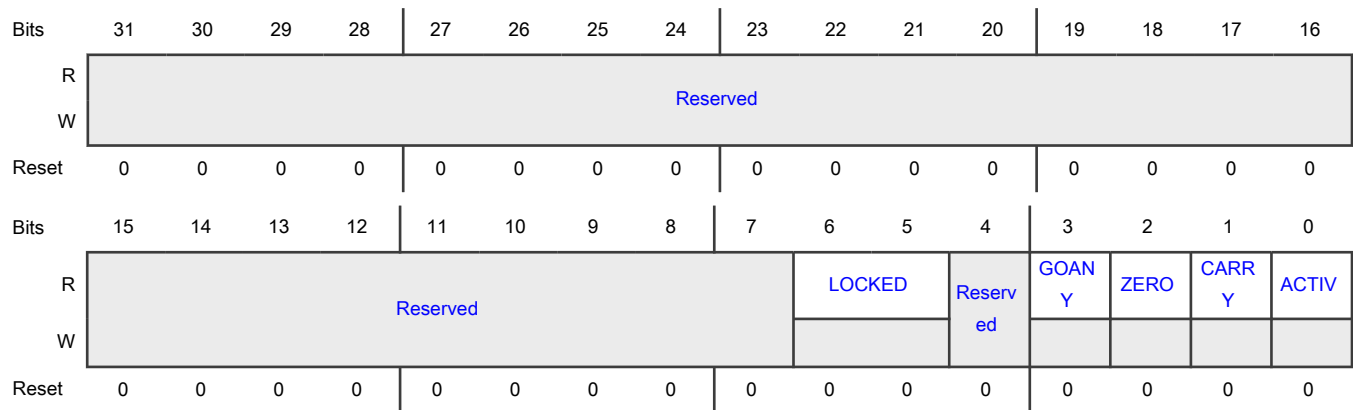 Bits 31 30 29 28 27 26 25 24 23 22 21 20 19 18 17 16
R
Reserved
W
Reset 0 0 0 0 0 0 0 0 0 0 0 0 0 0 0 0
Bits 15 14 13 12 11 10 9 8 7 6 5 4 3 2 1 0
R Reserved LOCKED Reserv GOAN ZERO CARR ACTIV
ed Y Y
W
Reset 0 0 0 0 0 0 0 0 0 0 0 0 0 0 0 0